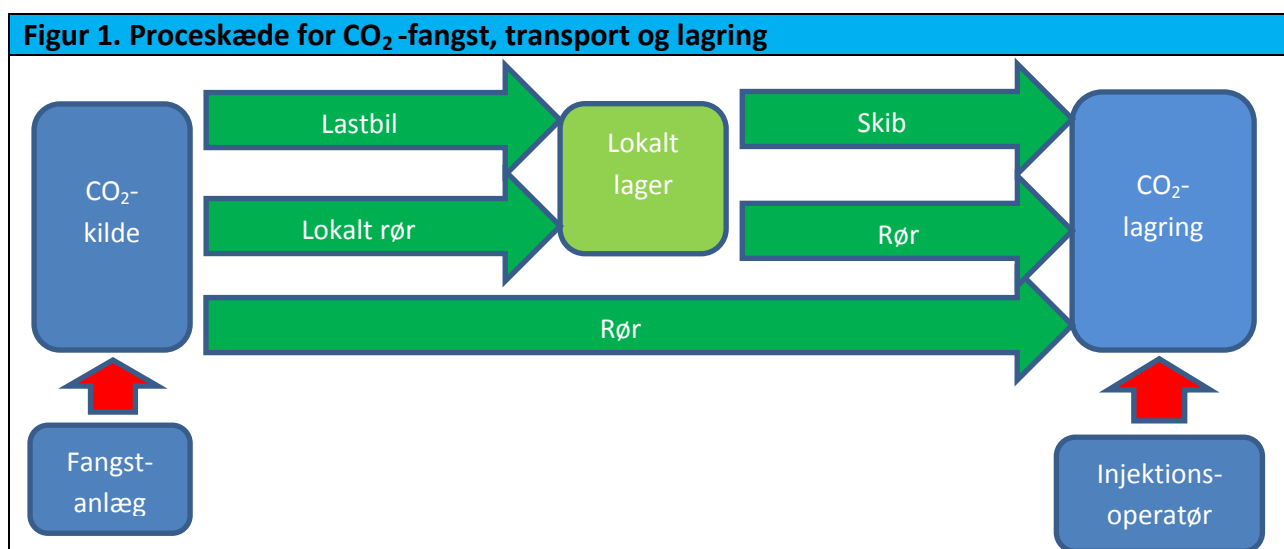 Figur 1. Proceskæde for CO₂ -fangst, transport og lagring
CO₂-
kilde
Lastbil
Lokalt rør
Rør
Lokalt
lager
Skib
Rør
CO₂-
lagring
Fangst-
anlæg
Injektions-
operatør